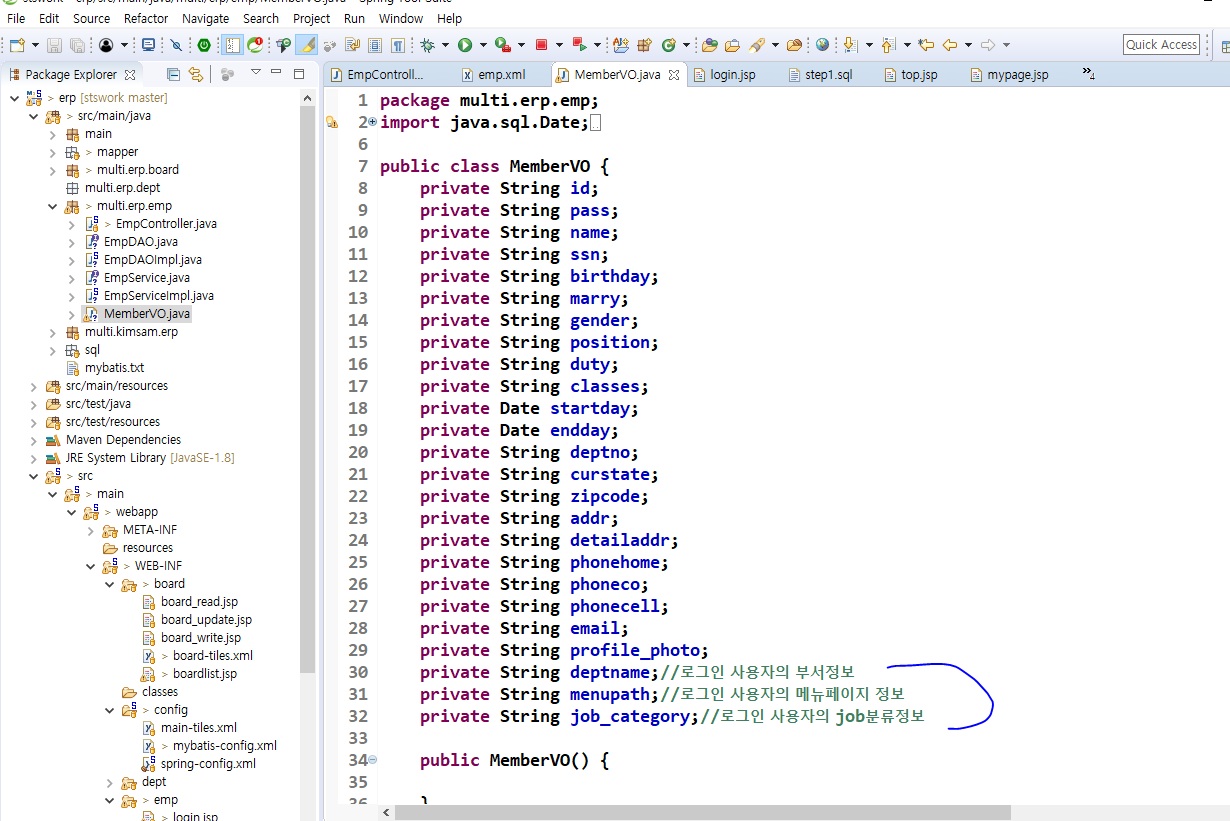 stswork - erp/src/main/java/multi/erp/emp/MemberVO.java - Spring Tool Suite
File Edit Source Refactor Navigate Search Project Run Window Help
Quick Access
Package Explorer
EmpControll...
emp.xml
MemberVO.java
login.jsp
step1.sql
top.jsp
mypage.jsp
»4
> erp [stswork master]
> src/main/java
main
> mapper
> multi.erp.board
multi.erp.dept
> multi.erp.emp
> EmpController.java
EmpDAO.java
EmpDAOImpl.java
EmpService.java
EmpServiceImpl.java
MemberVO.java
multi.kimsam.erp
sql
mybatis.txt
src/main/resources
src/test/java
src/test/resources
Maven Dependencies
JRE System Library [JavaSE-1.8]
> src
> main
> webapp
META-INF
resources
> WEB-INF
> board
board_read.jsp
board_update.jsp
board_write.jsp
> board-tiles.xml
> boardlist.jsp
classes
> config
main-tiles.xml
> mybatis-config.xml
spring-config.xml
dept
> emp
> login.jsp
1 package multi.erp.emp;
2 import java.sql.Date;
6
7 public class MemberVO {
8 private String id;
9 private String pass;
10 private String name;
11 private String ssn;
12 private String birthday;
13 private String marry;
14 private String gender;
15 private String position;
16 private String duty;
17 private String classes;
18 private Date startday;
19 private Date endday;
20 private String deptno;
21 private String curstate;
22 private String zipcode;
23 private String addr;
24 private String detailaddr;
25 private String phonehome;
26 private String phoneco;
27 private String phonecell;
28 private String email;
29 private String profile_photo;
30 private String deptname;//로그인 사용자의 부서정보
31 private String menupath;//로그인 사용자의 메뉴페이지 정보
32 private String job_category;//로그인 사용자의 job분류정보
33
34 public MemberVO() {
35
36 }